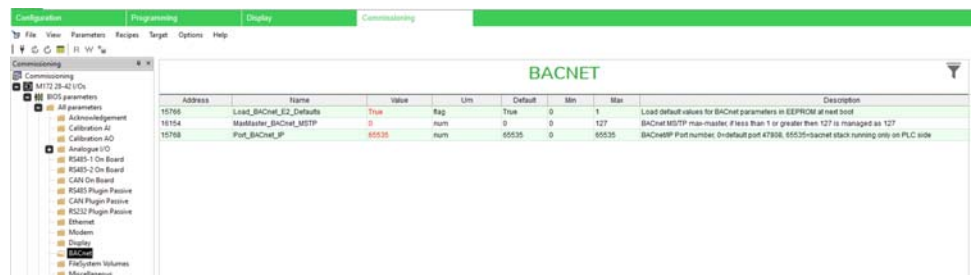 Configuration Programming Display Commissioning
File View Parameters Recipes Target Options Help
R W
Commissioning
Commissioning
M172 28-42 I/Os
BIOS parameters
All parameters
Acknowledgement
Calibration AI
Calibration AO
Analogue I/O
RS485-1 On Board
RS485-2 On Board
CAN On Board
RS485 Plugin Passive
CAN Plugin Passive
RS232 Plugin Passive
Ethernet
Modem
Display
BACnet
FileSystem Volumes
Miscellaneous
BACNET
Address Name Value Um Default Min Max Description
15766 Load_BACnet_E2_Defaults True flag True 0 1 Load default values for BACnet parameters in EEPROM at next boot
16154 MaxMaster_BACnet_MSTP 0 num 0 0 127 BACnet MS/TP max-master, if less than 1 or greater then 127 is managed as 127
15768 Port_BACnet_IP 65535 num 65535 0 65535 BACnet/IP Port number, 0=default port 47808, 65535=bacnet stack running only on PLC side